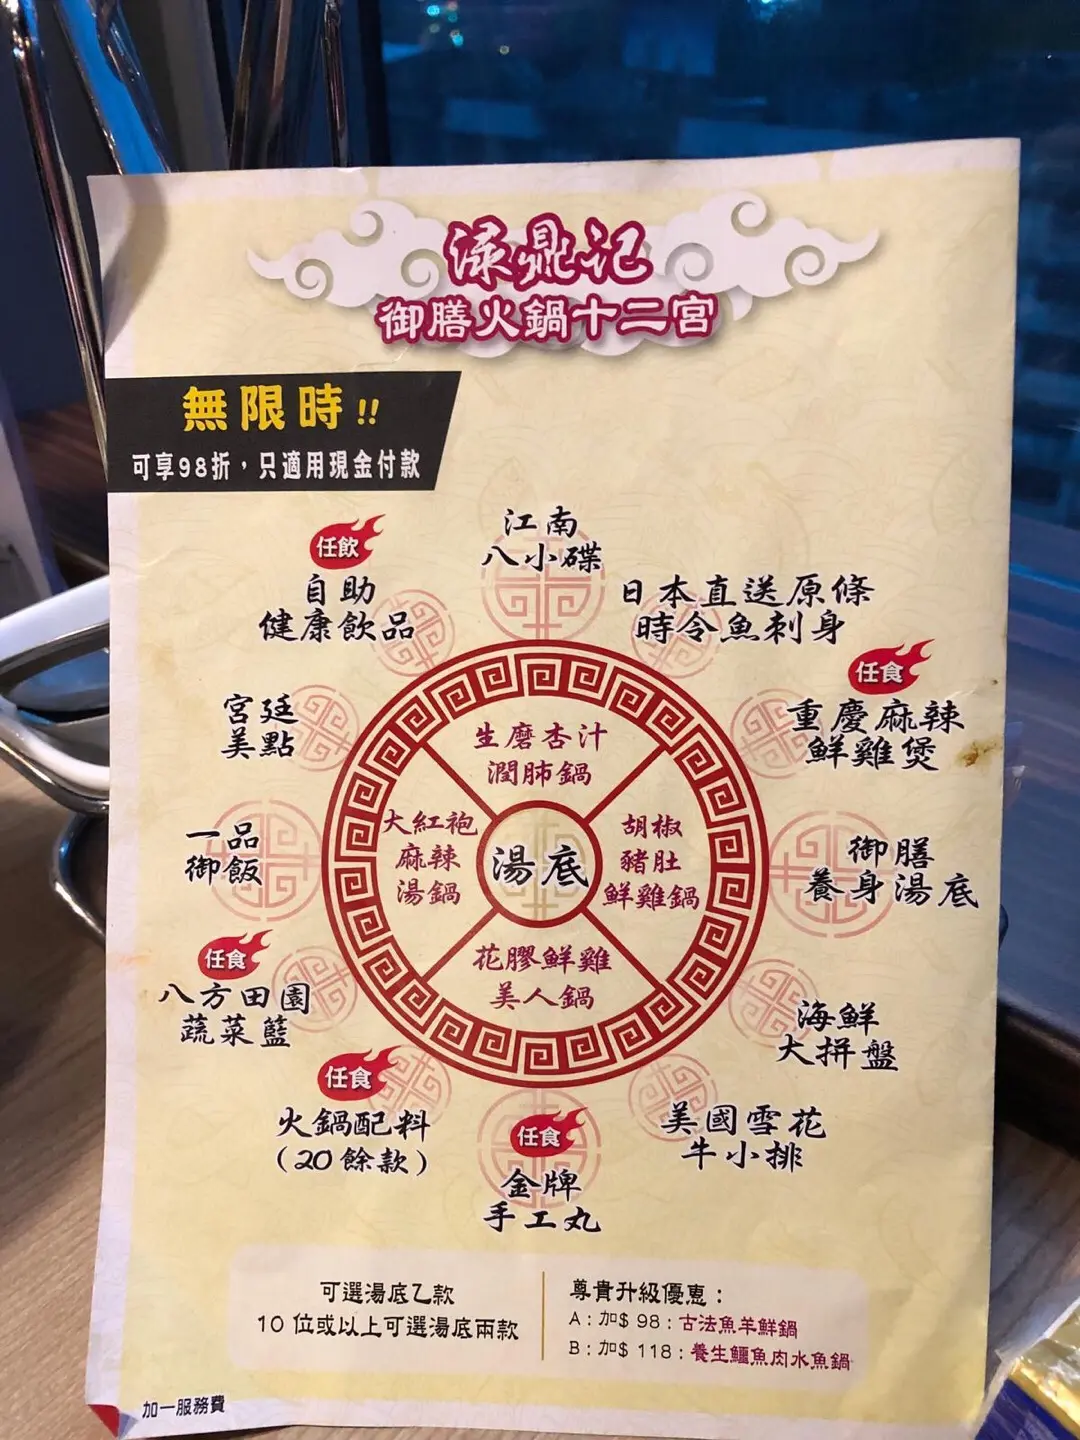 渌鼎记
御膳火鍋十二宮
無限時!!
可享98折，只適用現金付款
江南
八小碟
任飲
自助
健康飲品
日本直送原條
時令魚刺身
任食
重慶麻辣
鮮雞煲
宮廷
美點
生磨杏汁
潤肺鍋
大紅袍
麻辣
湯鍋
湯底
胡椒
豬肚
鮮雞鍋
花膠鮮雞
美人鍋
一品
御飯
御膳
養身湯底
任食
八方田園
蔬菜籃
海鮮
大拼盤
任食
火鍋配料
(20餘款)
任食
金牌
手工丸
美國雪花
牛小排
可選湯底乙款
10 位或以上可選湯底兩款
尊貴升級優惠：
A：加$ 98：古法魚羊鮮鍋
B：加$ 118：養生鱷魚肉水魚鍋
加一服務費